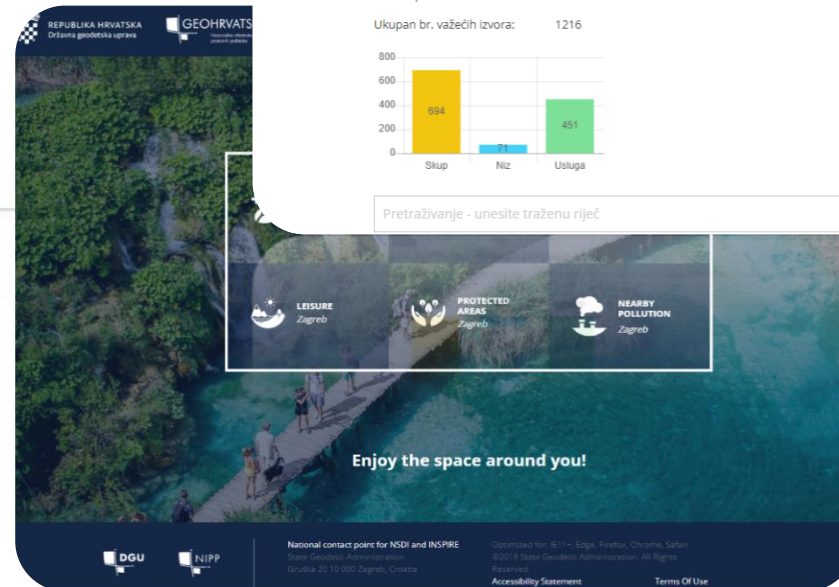 REPUBLIKA HRVATSKA
Državna geodetska uprava
GEOHRVATS
Ukupan br. važećih izvora: 1216
800
600
400
200
0
694
71
451
Skup
Niz
Usluga
Pretraživanje - unesite traženu riječ
LEISURE
Zagreb
PROTECTED
AREAS
Zagreb
NEARBY
POLLUTION
Zagreb
Enjoy the space around you!
DGU
NIPP
National contact point for NSDI and INSPIRE
State Geodetic Administration
Gruška 20 10 000 Zagreb, Croatia
Optimized for: IE11+, Edge, Firefox, Chrome, Safari
©2019 State Geodetic Administration. All Rights
Reserved.
Accessibility Statement
Terms Of Use